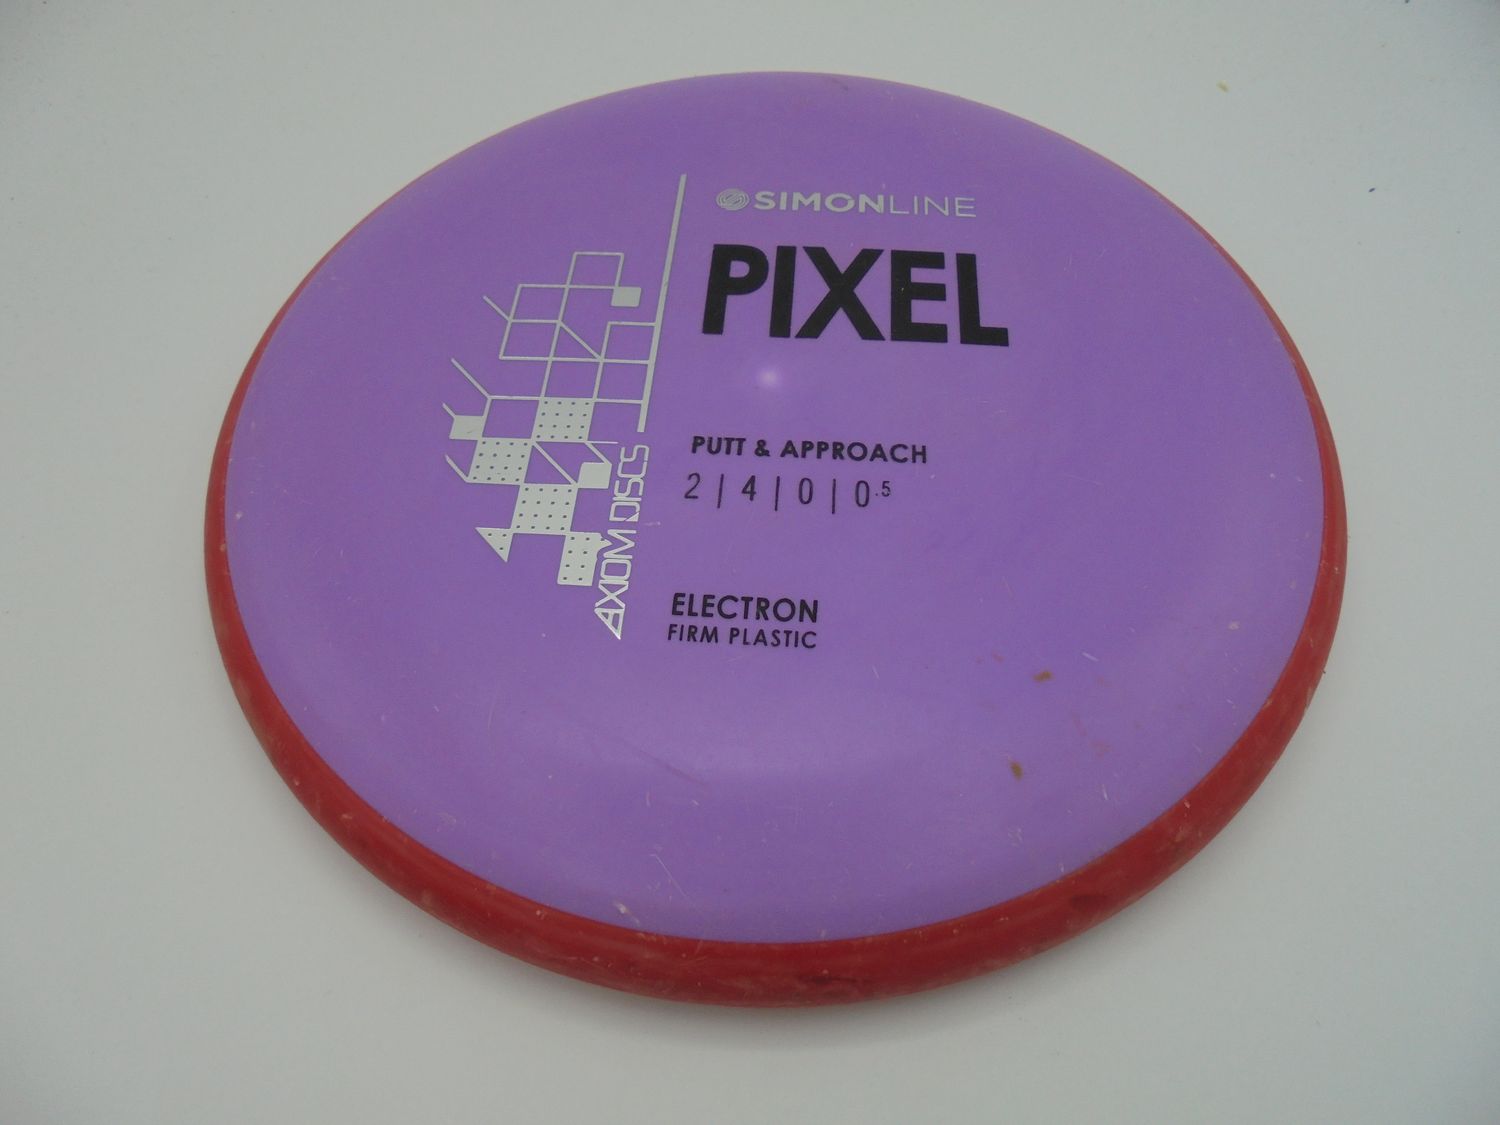 SIMONLINE
PIXEL
PUTT & APPROACH
2 | 4 | 0 | 0.5
ELECTRON
FIRM PLASTIC
AXIOM DISCS